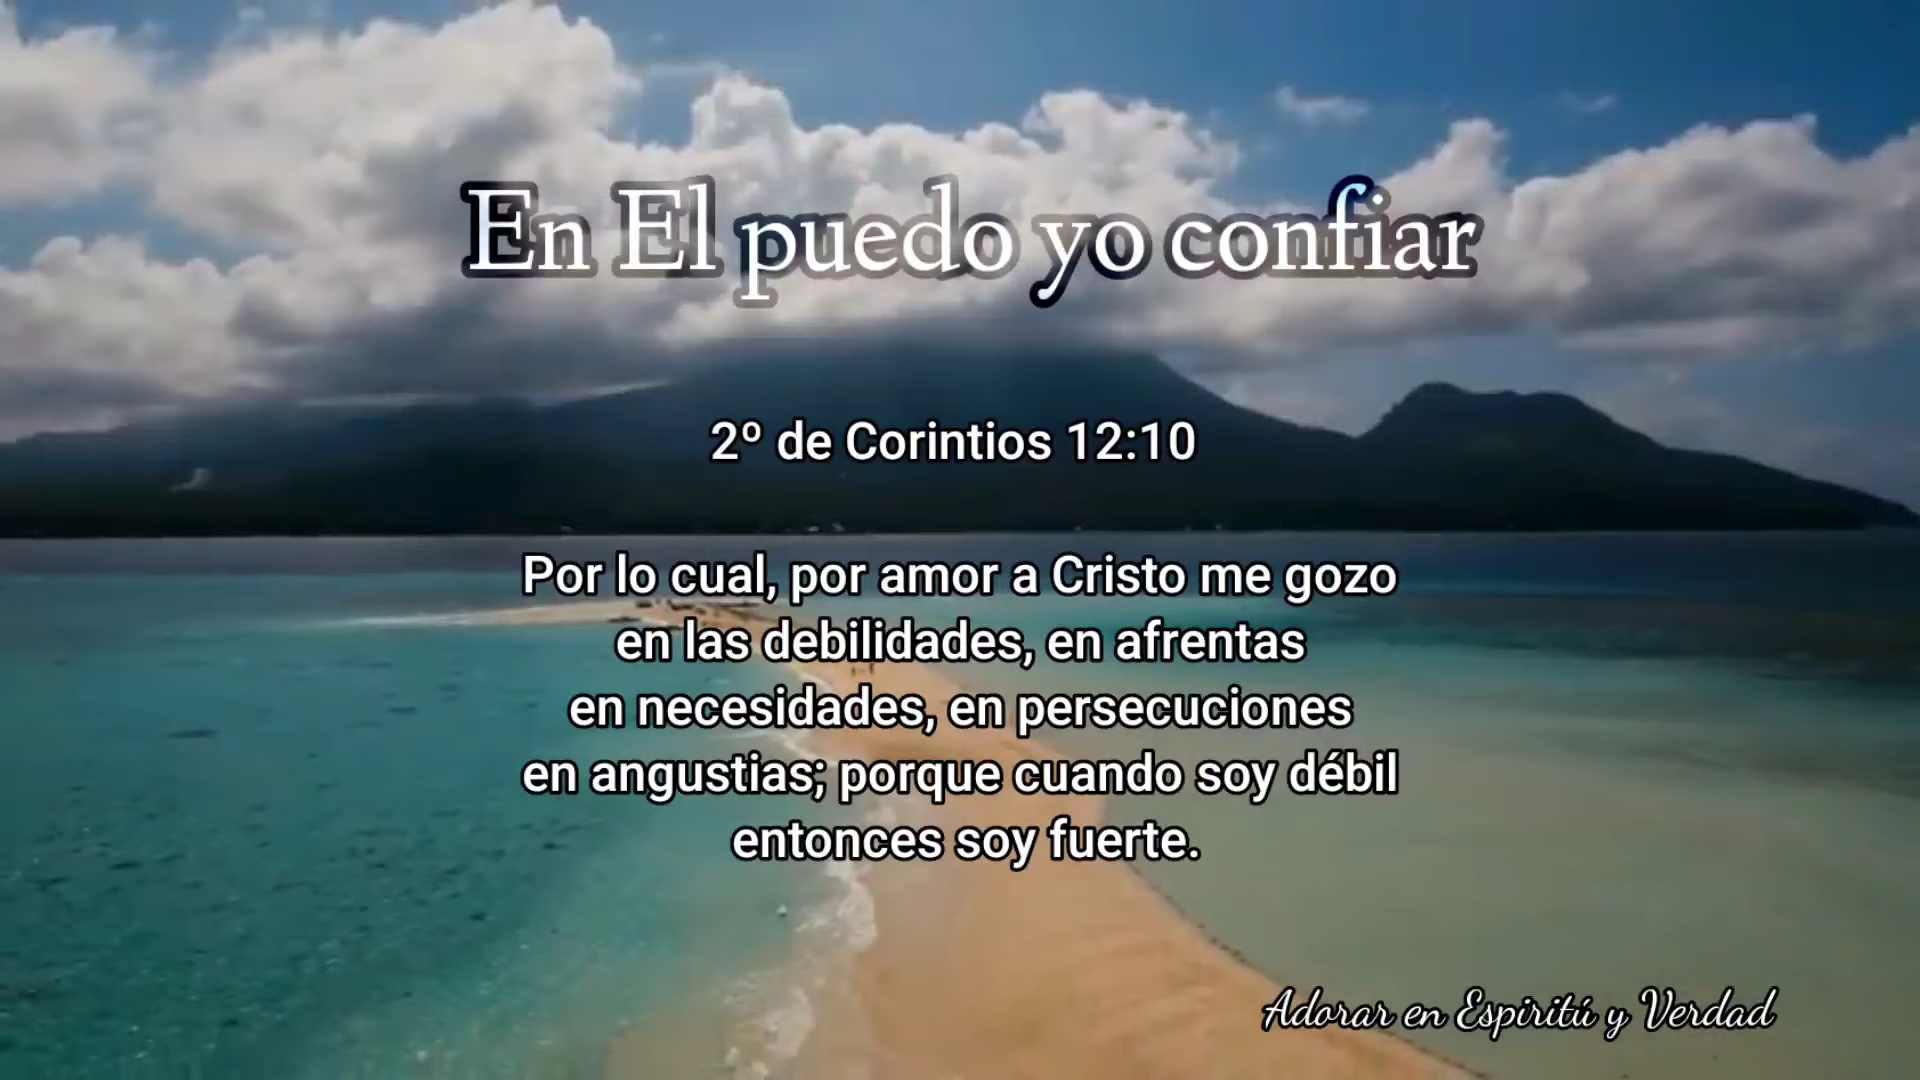 En El puedo yo confiar
2º de Corintios 12:10
Por lo cual, por amor a Cristo me gozo
en las debilidades, en afrentas
en necesidades, en persecuciones
en angustias; porque cuando soy débil
entonces soy fuerte.
Adorar en Espiritú y Verdad